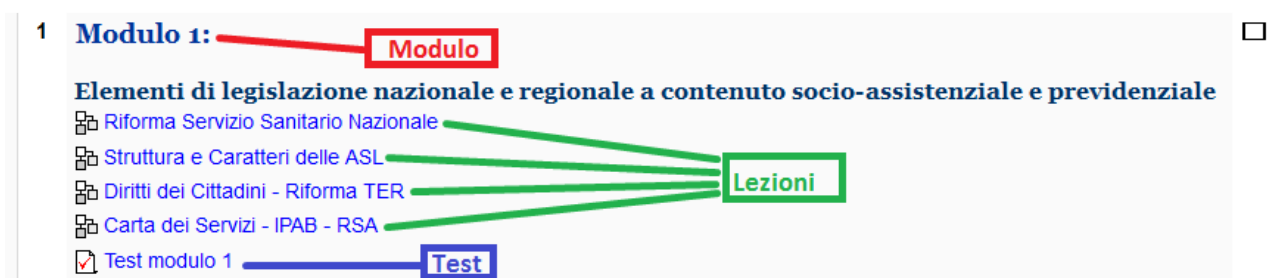 1 Modulo 1: Modulo
Elementi di legislazione nazionale e regionale a contenuto socio-assistenziale e previdenziale
Riforma Servizio Sanitario Nazionale
Struttura e Caratteri delle ASL
Diritti dei Cittadini - Riforma TER Lezioni
Carta dei Servizi - IPAB - RSA
Test modulo 1 Test